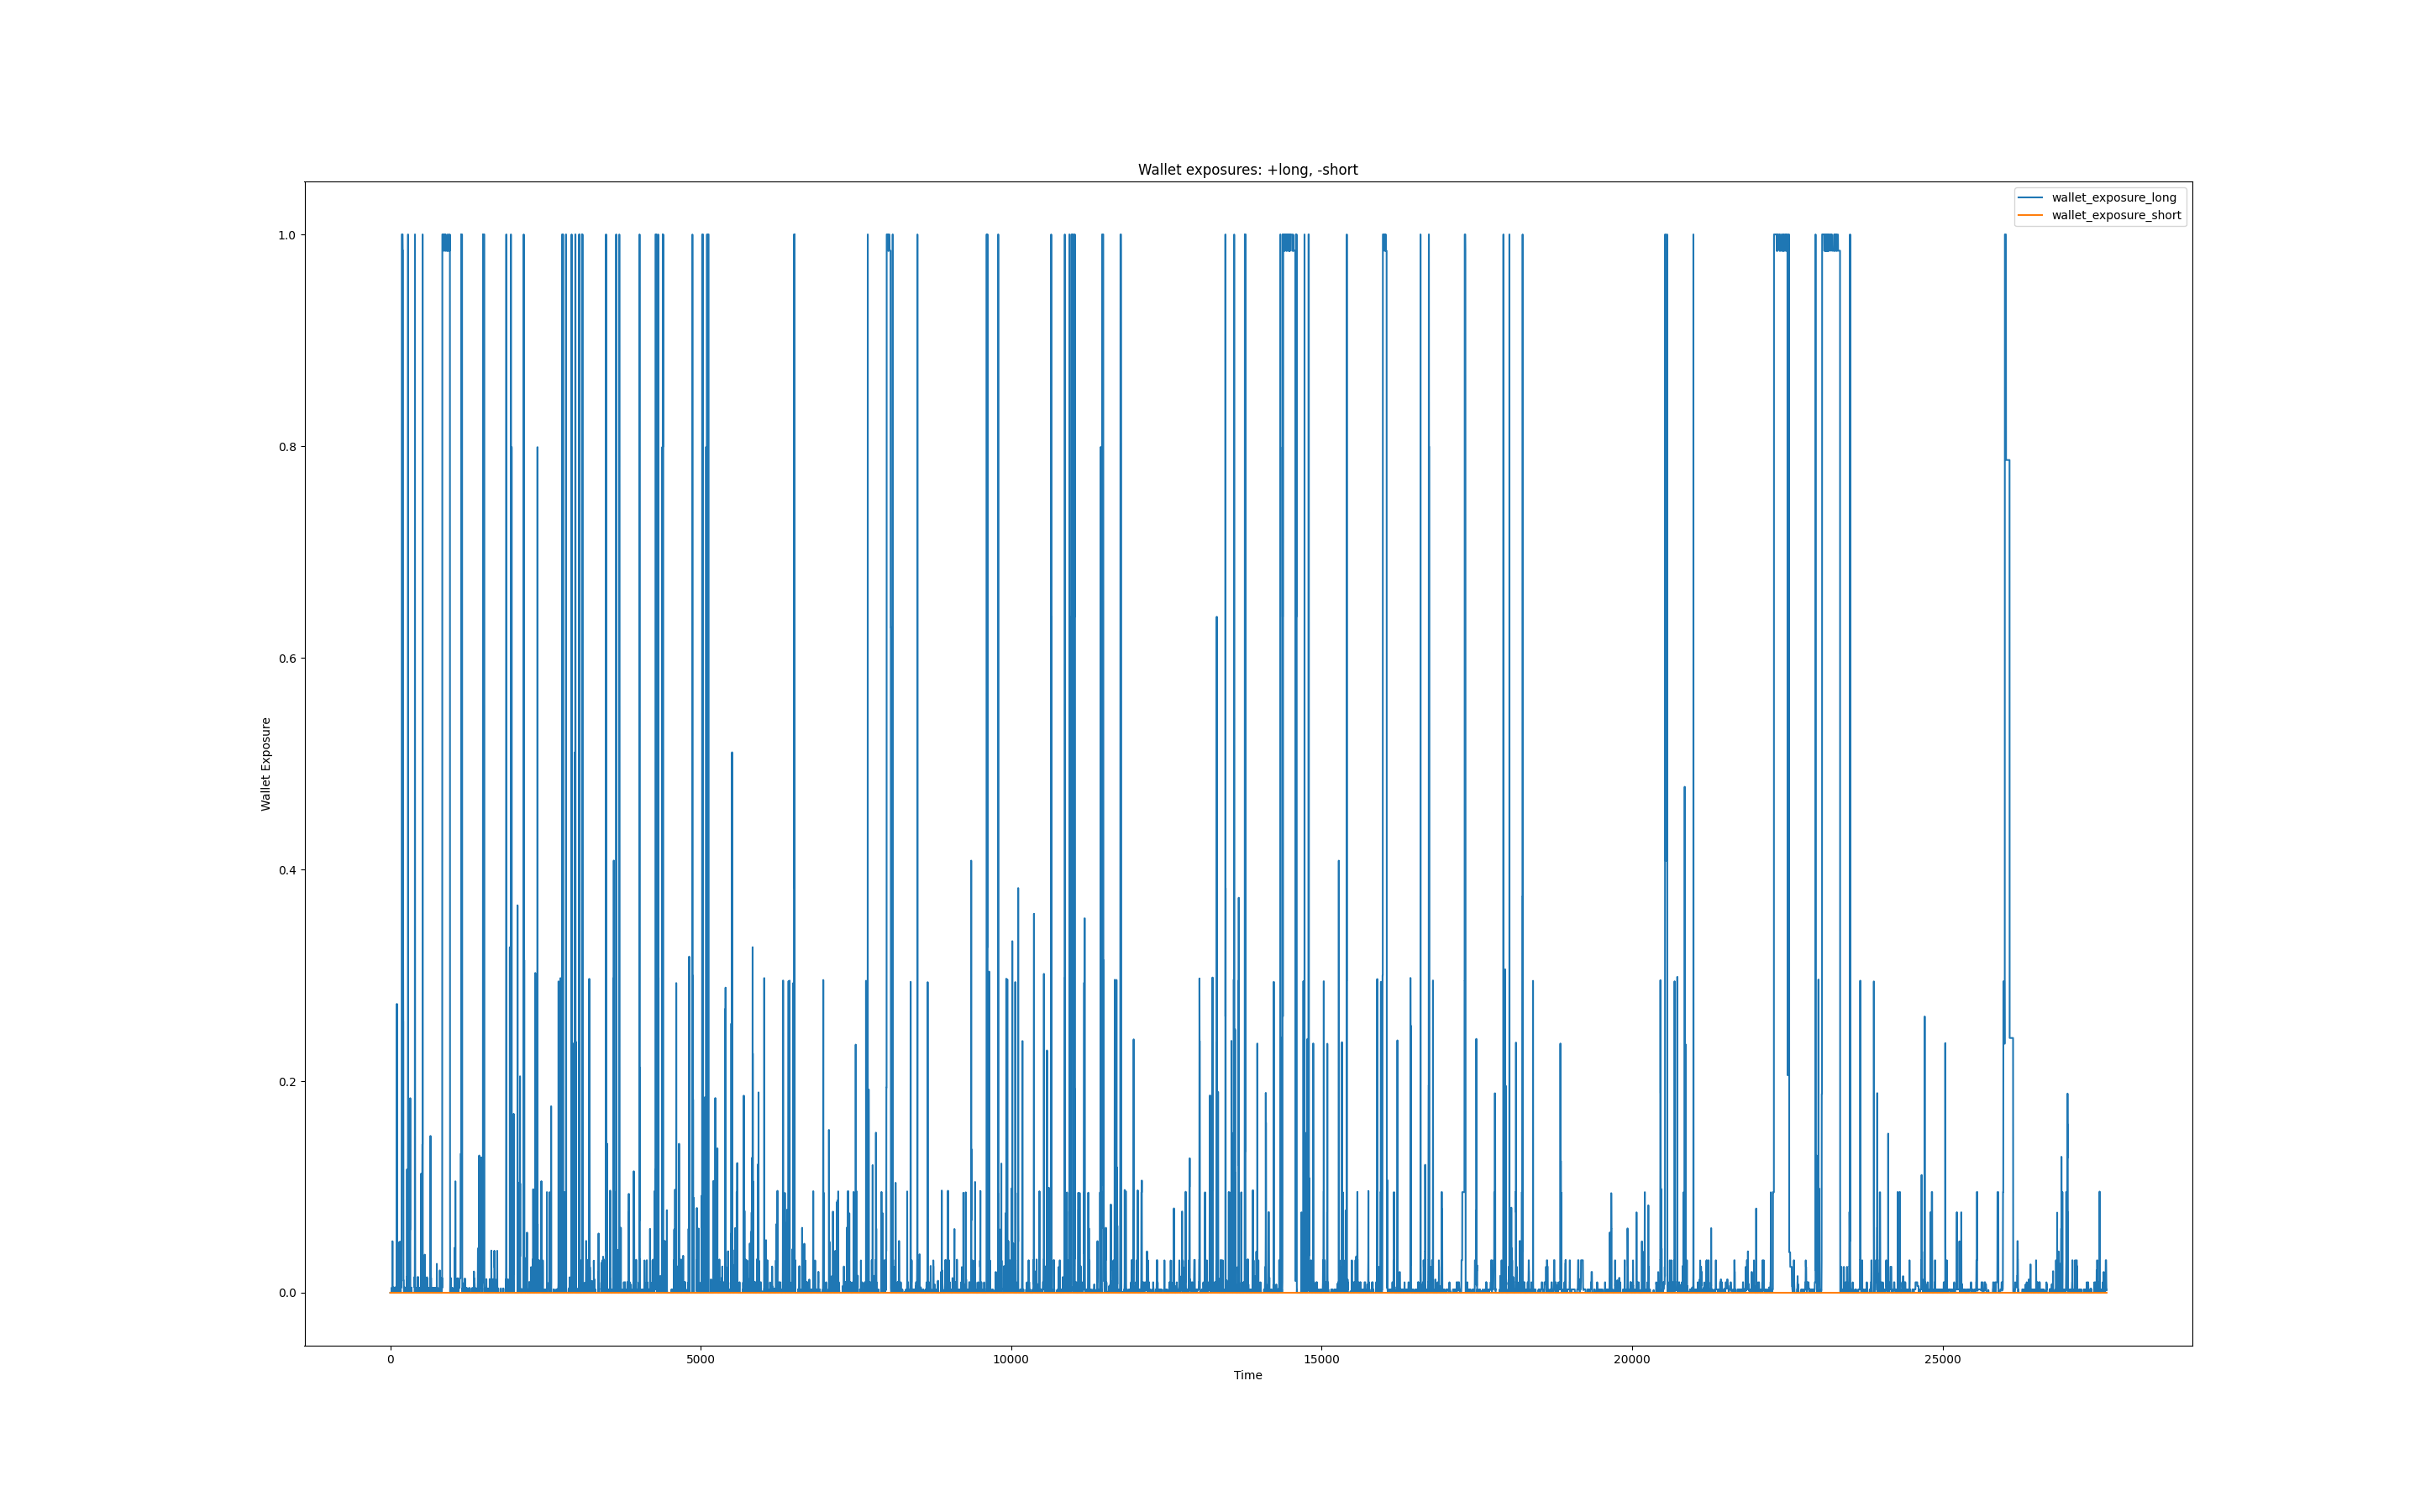 Wallet exposures: +long, -short
wallet_exposure_long
wallet_exposure_short
1.0
0.8
0.6
0.4
0.2
0.0
Wallet Exposure
0 5000 10000 15000 20000 25000
Time